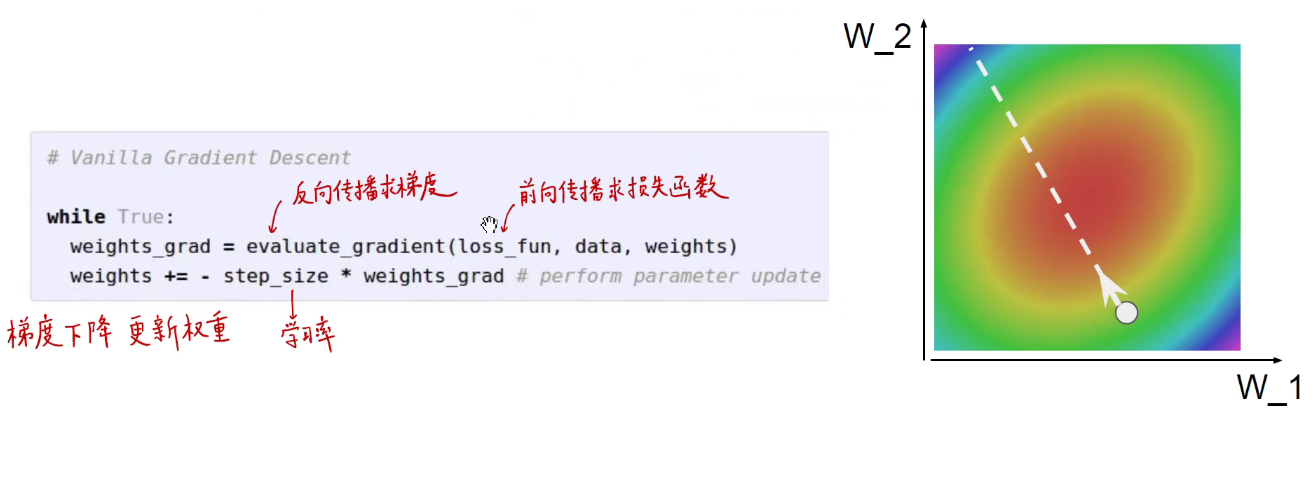 W_2
# Vanilla Gradient Descent
反向传播求梯度
前向传播求损失函数
while True:
weights_grad = evaluate_gradient(loss_fun, data, weights)
weights += - step_size * weights_grad # perform parameter update
梯度下降 更新权重
学习率
W_1